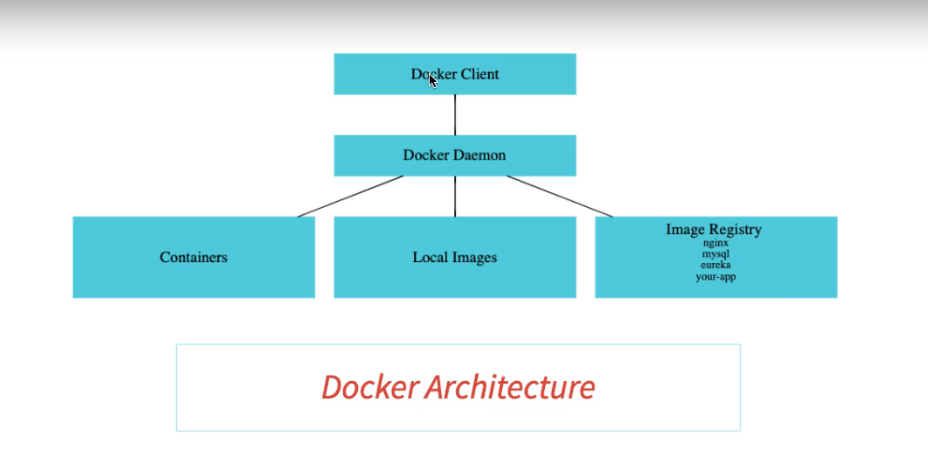 Docker Client
Docker Daemon
Containers
Local Images
Image Registry
nginx
mysql
eureka
your-app
Docker Architecture